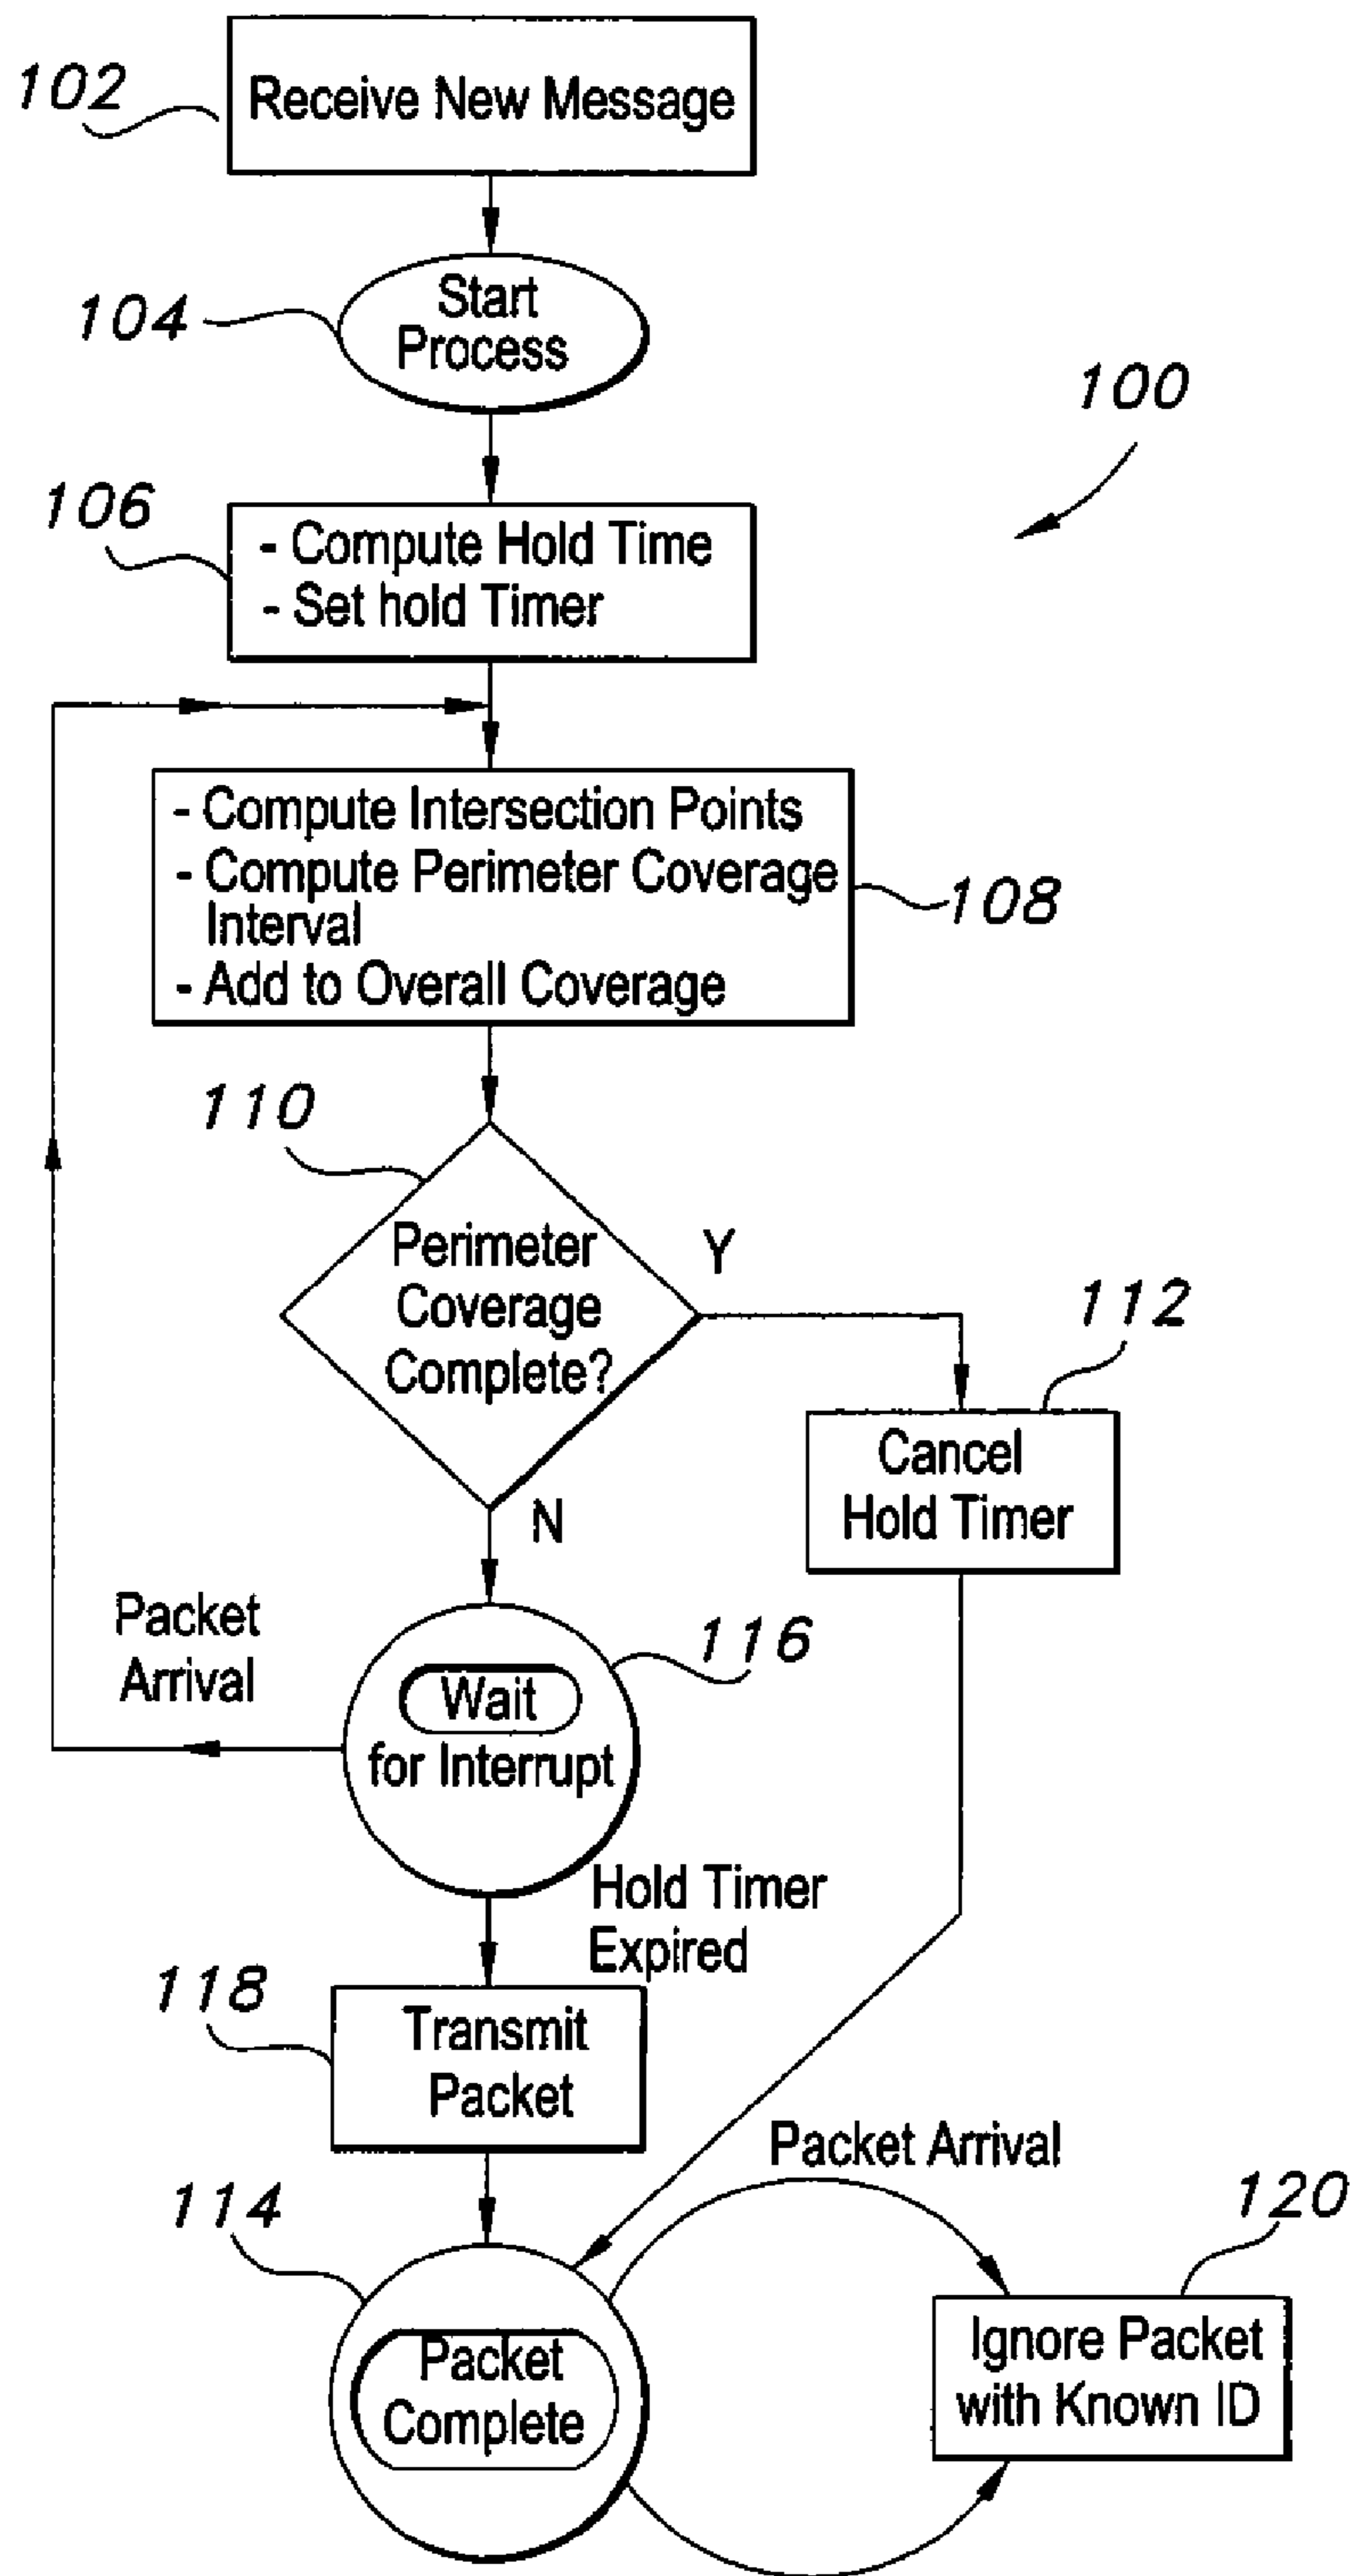 102
Receive New Message
104
Start
Process
100
106
- Compute Hold Time
- Set hold Timer
- Compute Intersection Points
- Compute Perimeter Coverage
Interval
- Add to Overall Coverage
108
110
Perimeter
Coverage
Complete?
Y
N
112
Cancel
Hold Timer
Packet
Arrival
116
Wait
for Interrupt
Hold Timer
Expired
118
Transmit
Packet
Packet Arrival
114
Packet
Complete
120
Ignore Packet
with Known ID